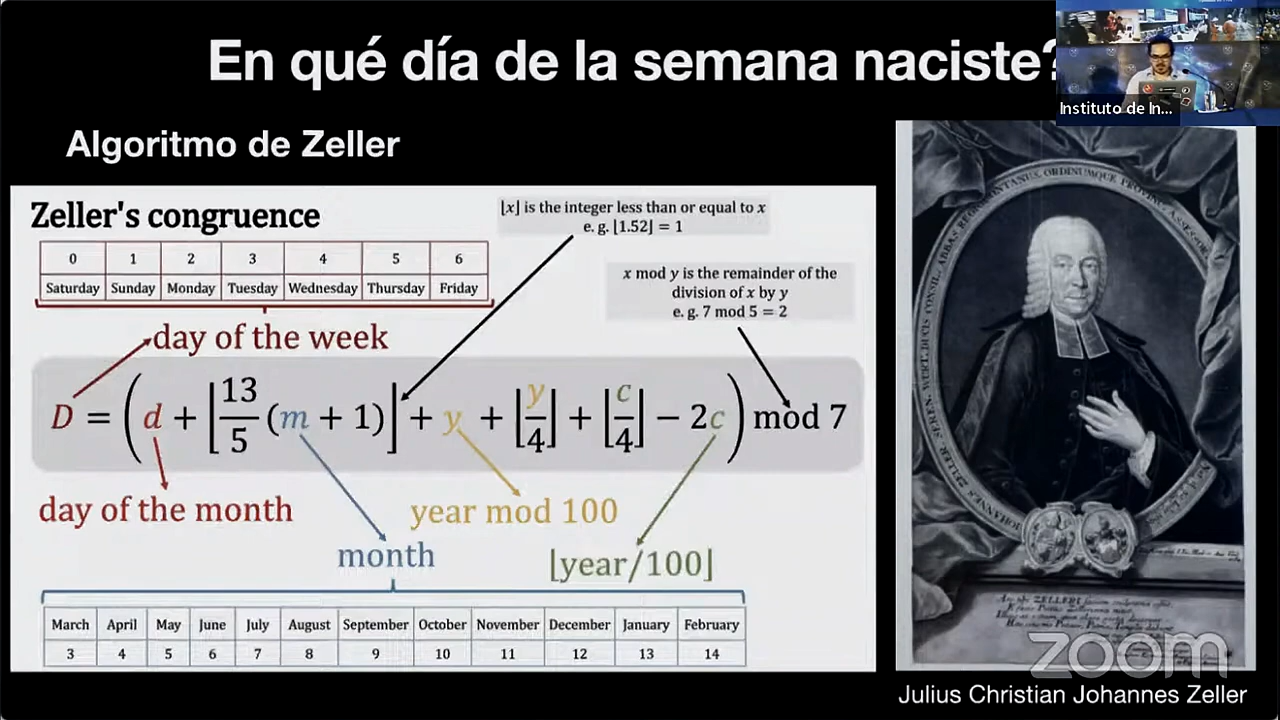 En qué día de la semana naciste?
Instituto de In...
Algoritmo de Zeller
Zeller's congruence
⌊x⌋ is the integer less than or equal to x
e. g. ⌊1.52⌋ = 1
0 1 2 3 4 5 6
Saturday Sunday Monday Tuesday Wednesday Thursday Friday
x mod y is the remainder of the
division of x by y
e. g. 7 mod 5 = 2
day of the week
D = (d + ⌊13/5 (m + 1)⌋ + y + ⌊y/4⌋ + ⌊c/4⌋ − 2c) mod 7
day of the month
year mod 100
month
⌊year/100⌋
March April May June July August September October November December January February
3 4 5 6 7 8 9 10 11 12 13 14
zoom
Julius Christian Johannes Zeller